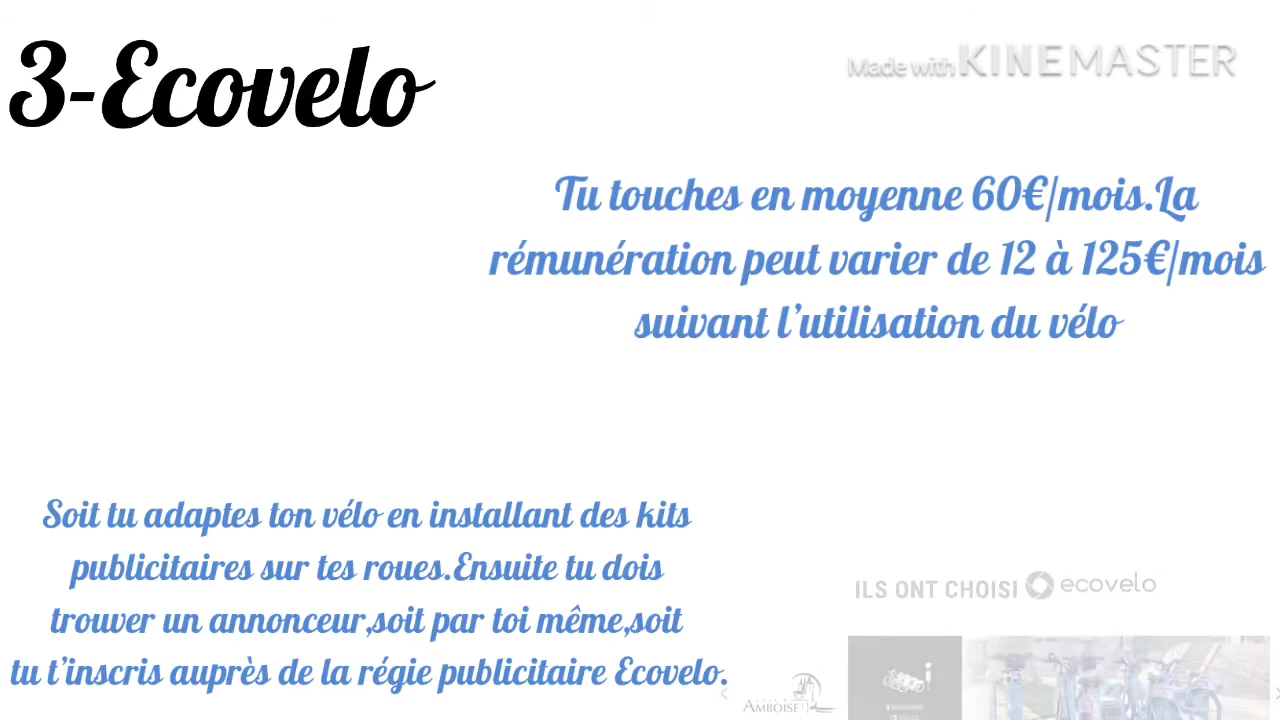 3-Ecovelo
Made with KINEMASTER
Tu touches en moyenne 60€/mois.La
rémunération peut varier de 12 à 125€/mois
suivant l'utilisation du vélo
Soit tu adaptes ton vélo en installant des kits
publicitaires sur tes roues.Ensuite tu dois
trouver un annonceur,soit par toi même,soit
tu t'inscris auprès de la régie publicitaire Ecovelo.
ILS ONT CHOISI ecovelo
AMBOISE